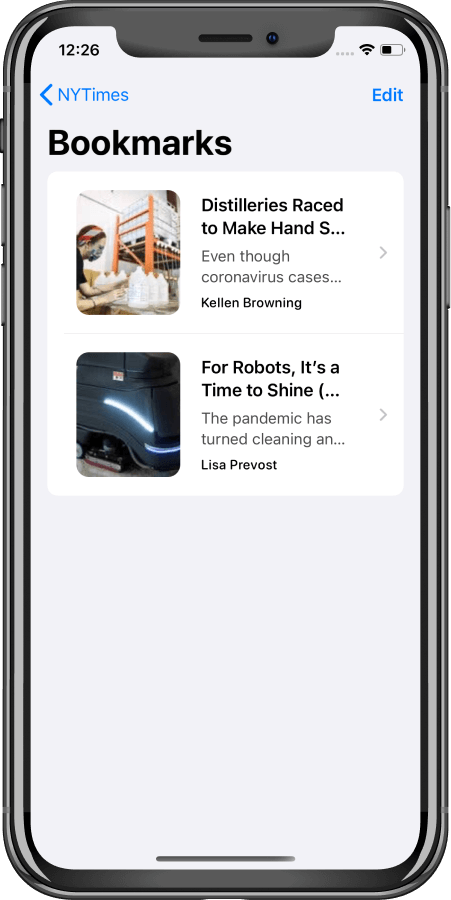 12:26
NYTimes
Edit
Bookmarks
Distilleries Raced
to Make Hand S...
Even though
coronavirus cases...
Kellen Browning
For Robots, It’s a
Time to Shine (...
The pandemic has
turned cleaning an...
Lisa Prevost